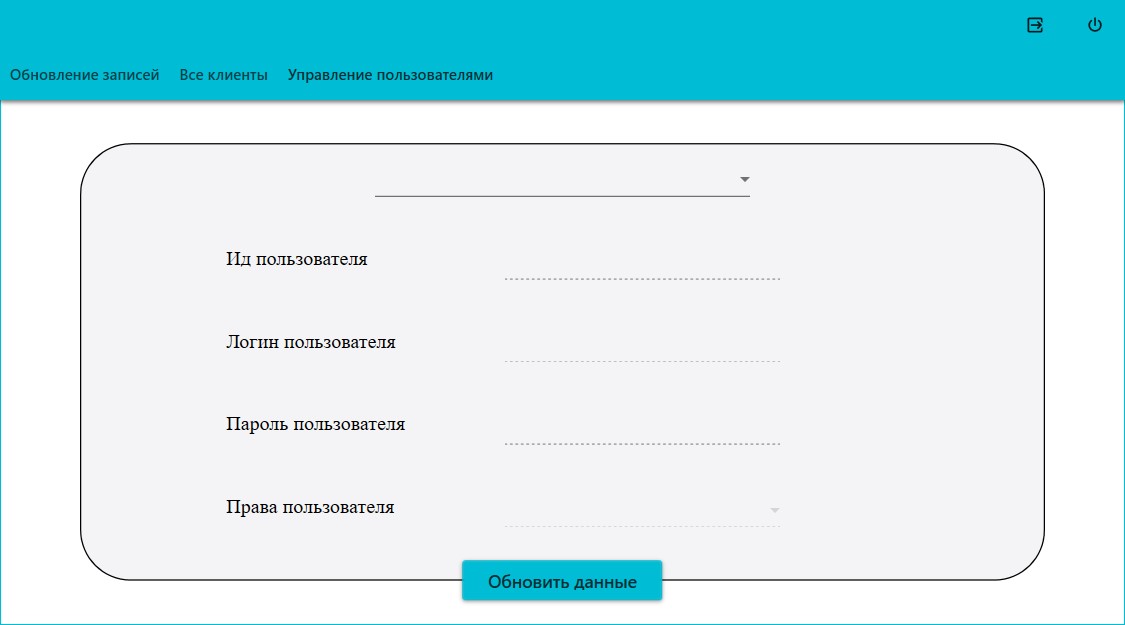 Обновление записей Все клиенты Управление пользователями
Ид пользователя
Логин пользователя
Пароль пользователя
Права пользователя
Обновить данные